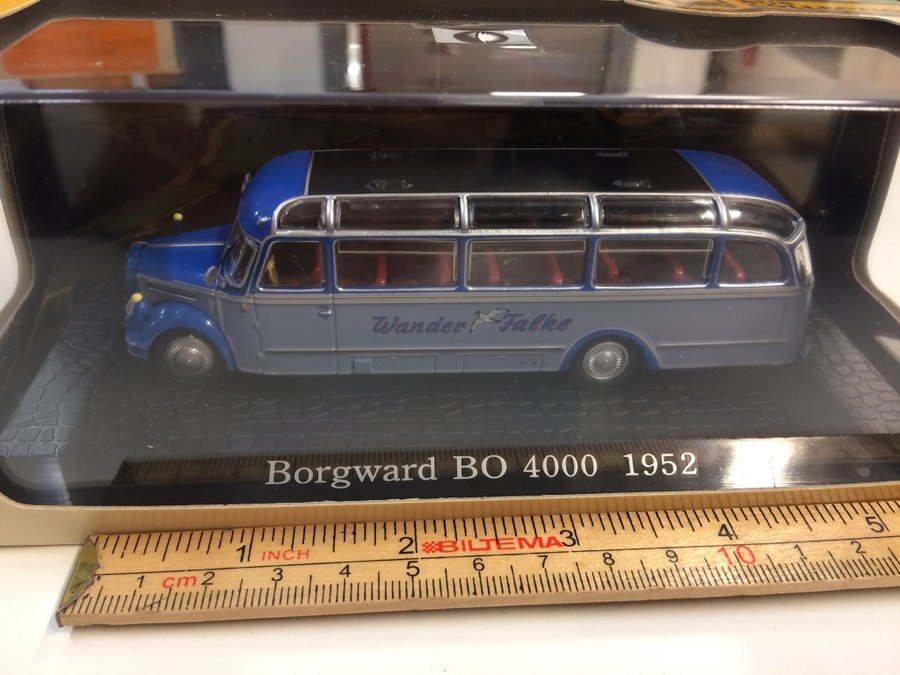 Wander Falke
Borgward BO 4000 1952
1 INCH 2 BILTEMA 3 4 5
1 cm 2 3 4 5 6 7 8 9 10 1 2